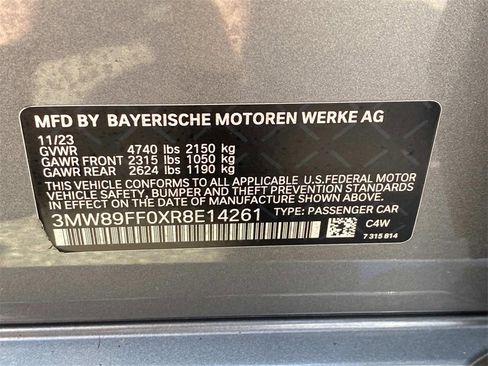 MFD BY BAYERISCHE MOTOREN WERKE AG
11/23
GVWR 4740 lbs 2150 kg
GAWR FRONT 2315 lbs 1050 kg
GAWR REAR 2624 lbs 1190 kg
THIS VEHICLE CONFORMS TO ALL APPLICABLE U.S.FEDERAL MOTOR
VEHICLE SAFETY, BUMPER, AND THEFT PREVENTION STANDARDS
IN EFFECT ON THE DATE OF MANUFACTURE SHOWN ABOVE.
3MW89FF0XR8E14261 TYPE: PASSENGER CAR
C4W
7 315 814